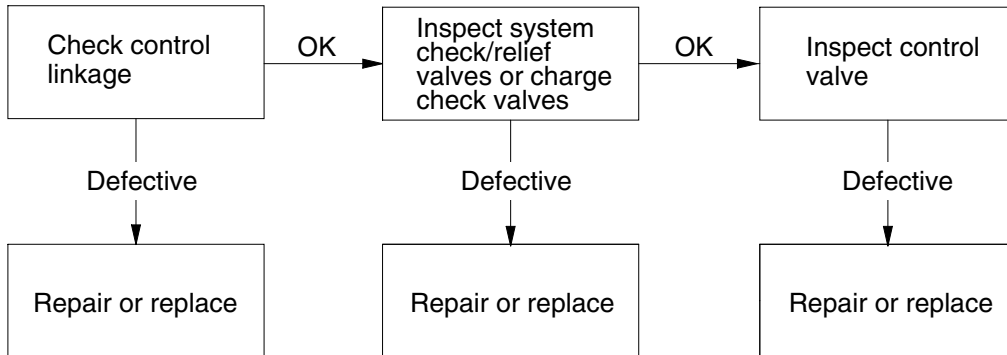 Check control
linkage
OK
Inspect system
check/relief
valves or charge
check valves
OK
Inspect control
valve
Defective
Defective
Defective
Repair or replace
Repair or replace
Repair or replace